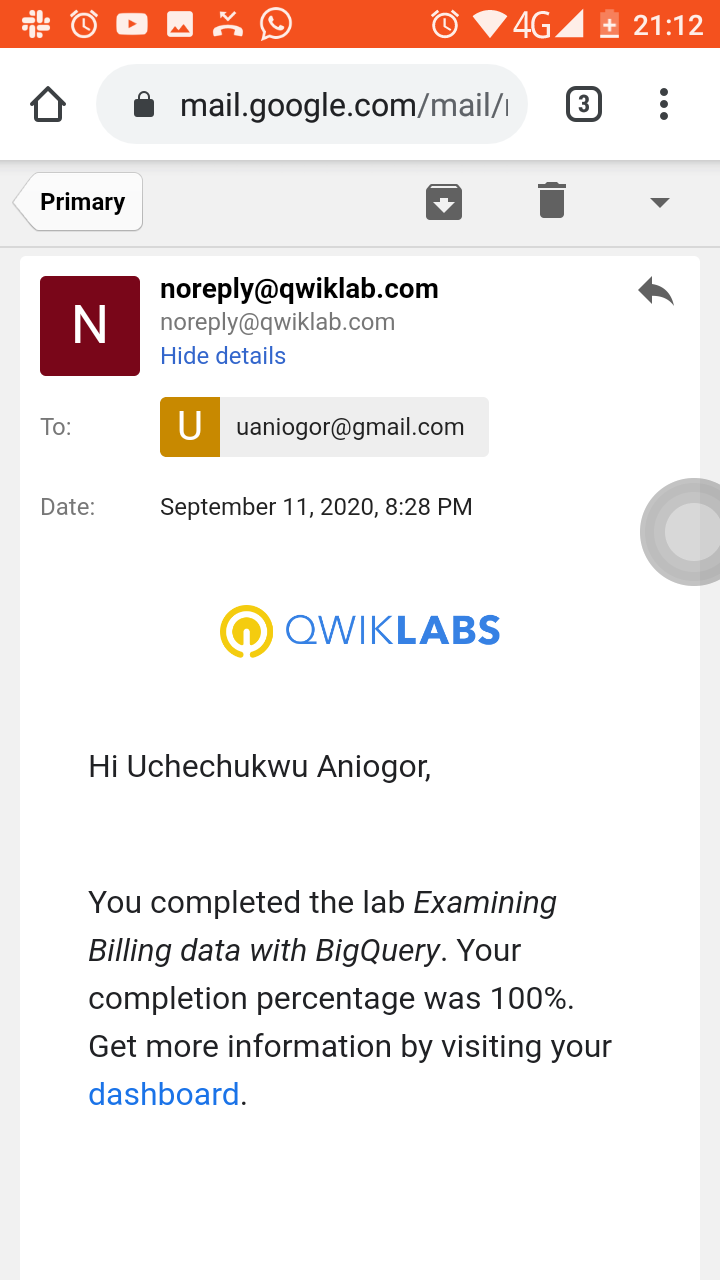 4G 21:12
mail.google.com/mail/
3
Primary
N
noreply@qwiklab.com
noreply@qwiklab.com
Hide details
To:
U
uaniogor@gmail.com
Date:
September 11, 2020, 8:28 PM
QWIKLABS
Hi Uchechukwu Aniogor,
You completed the lab Examining
Billing data with BigQuery. Your
completion percentage was 100%.
Get more information by visiting your
dashboard.